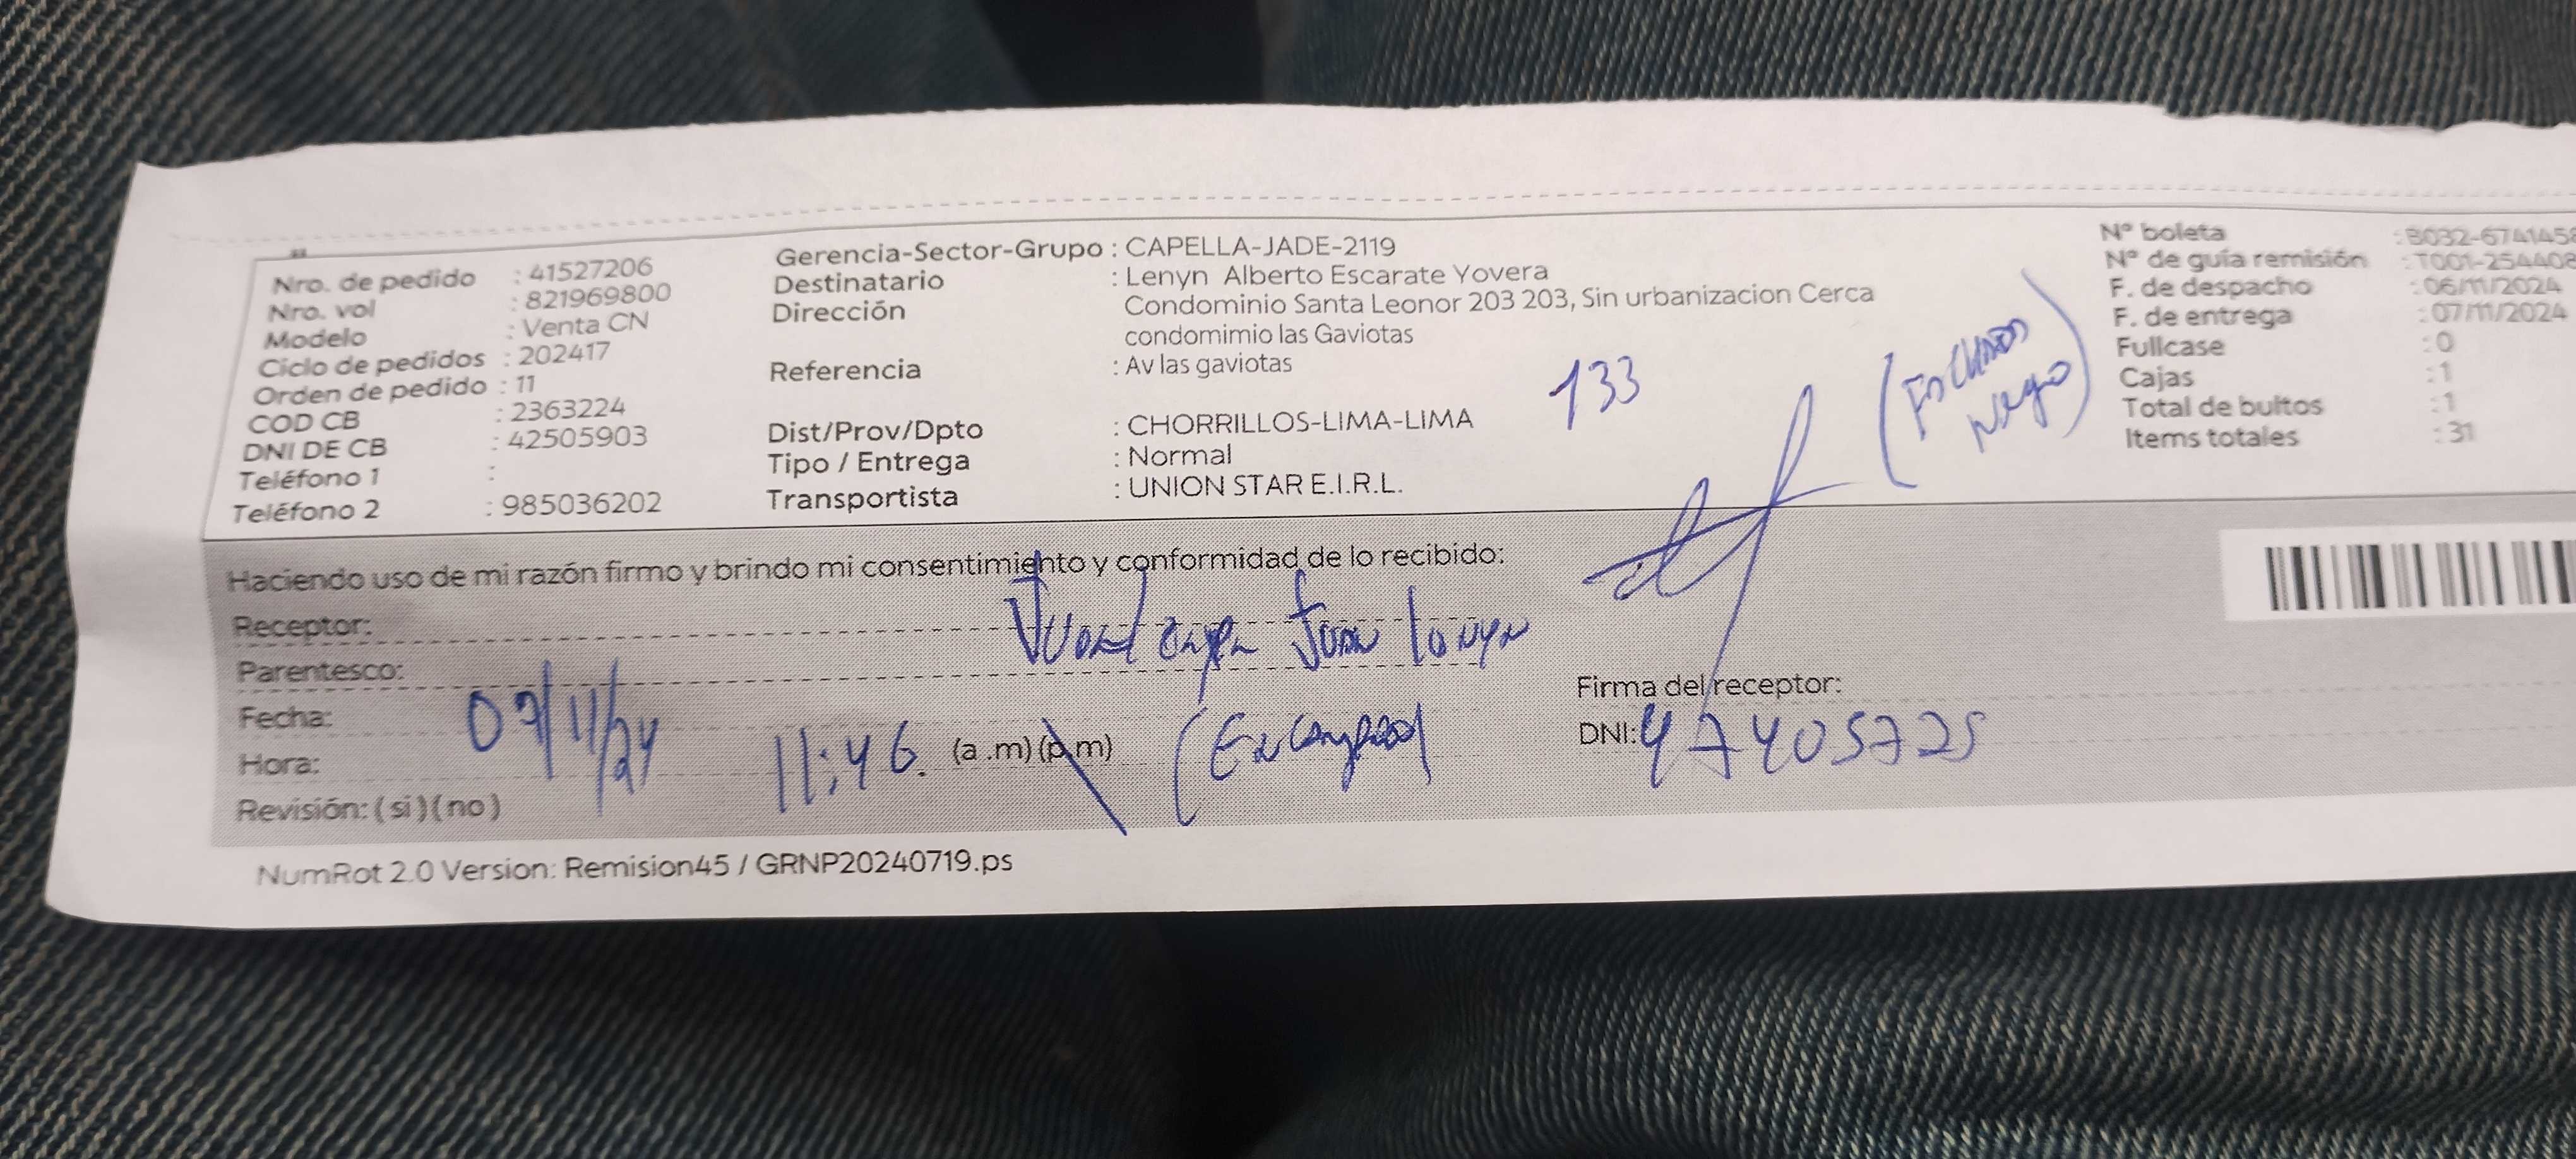 Nro. de pedido : 41527206
Nro. vol : 821969800
Modelo : Venta CN
Ciclo de pedidos : 202417
Orden de pedido : 11
COD CB : 2363224
DNI DE CB : 42505903
Teléfono 1 :
Teléfono 2 : 985036202
Gerencia-Sector-Grupo : CAPELLA-JADE-2119
Destinatario : Lenyn Alberto Escarate Yovera
Dirección Condominio Santa Leonor 203 203, Sin urbanizacion Cerca
condomimio las Gaviotas
Referencia : Av las gaviotas
Dist/Prov/Dpto : CHORRILLOS-LIMA-LIMA
Tipo / Entrega : Normal
Transportista : UNION STAR E.I.R.L.
133
Negro
N° boleta : B032-674145
N° de guía remisión : T001-254408
F. de despacho : 06/11/2024
F. de entrega : 07/11/2024
Fullcase : 0
Cajas : 1
Total de bultos : 1
Items totales : 31
Haciendo uso de mi razón firmo y brindo mi consentimiento y conformidad de lo recibido:
Receptor: Juan
Parentesco:
Fecha: 07/11/24
Hora: 11:46 (a .m) (p.m)
Revisión: ( si ) ( no )
Firma del receptor:
DNI: 47405725
NumRot 2.0 Version: Remision45 / GRNP20240719.ps